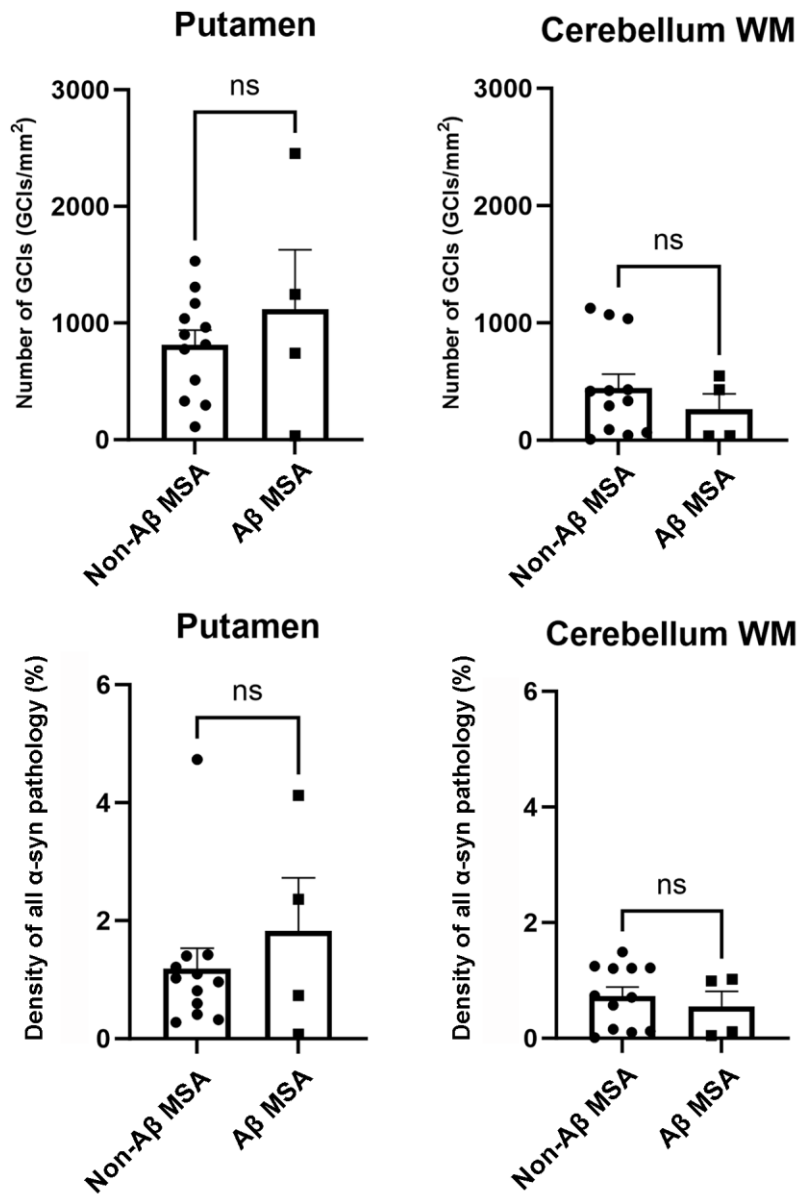 Putamen
Number of GCIs (GCIs/mm²)
3000
2000
1000
0
ns
Non-Aβ MSA
Aβ MSA
Cerebellum WM
Number of GCIs (GCIs/mm²)
3000
2000
1000
0
ns
Non-Aβ MSA
Aβ MSA
Putamen
Density of all α-syn pathology (%)
6
4
2
0
ns
Non-Aβ MSA
Aβ MSA
Cerebellum WM
Density of all α-syn pathology (%)
6
4
2
0
ns
Non-Aβ MSA
Aβ MSA